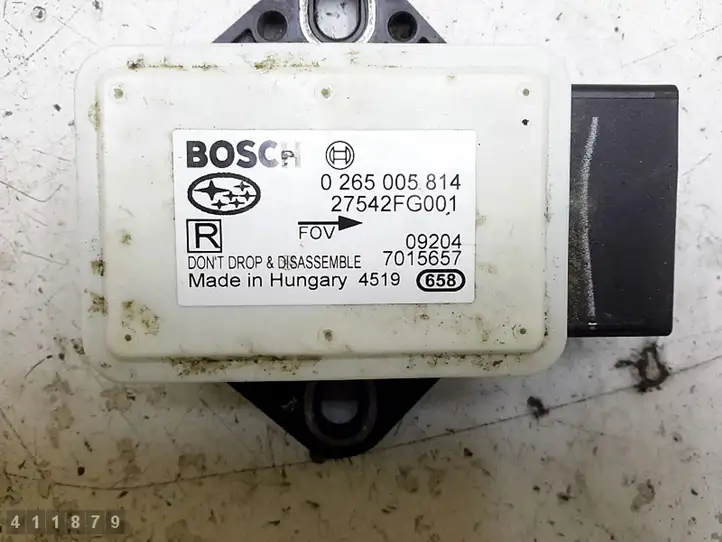 BOSCH
0 265 005 814
27542FG001
R
FOV
09204
DON'T DROP & DISASSEMBLE 7015657
Made in Hungary 4519 658
411879